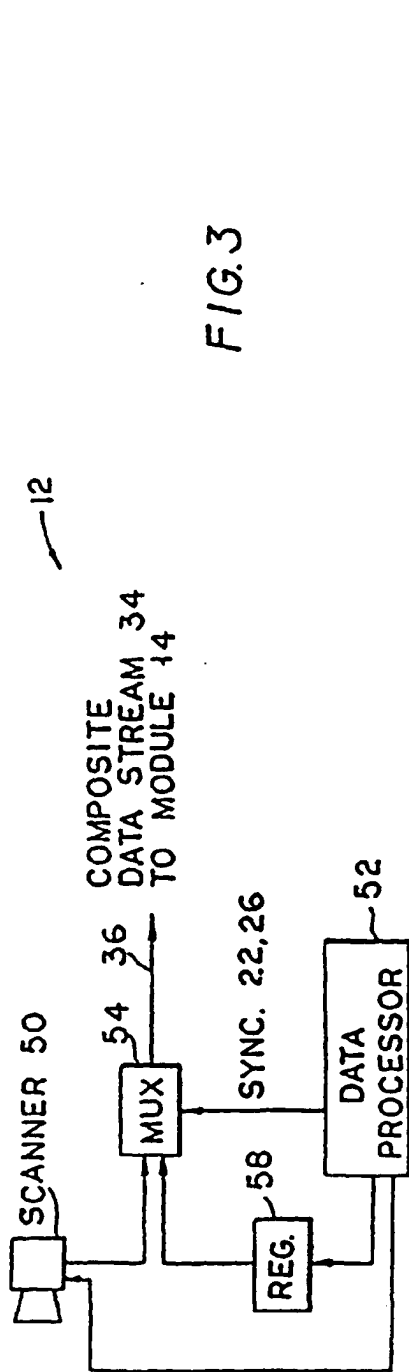 SCANNER 50
12
54
36
MUX
COMPOSITE
DATA STREAM 34
TO MODULE 14
SYNC. 22,26
58
REG.
52
DATA
PROCESSOR
FIG.3